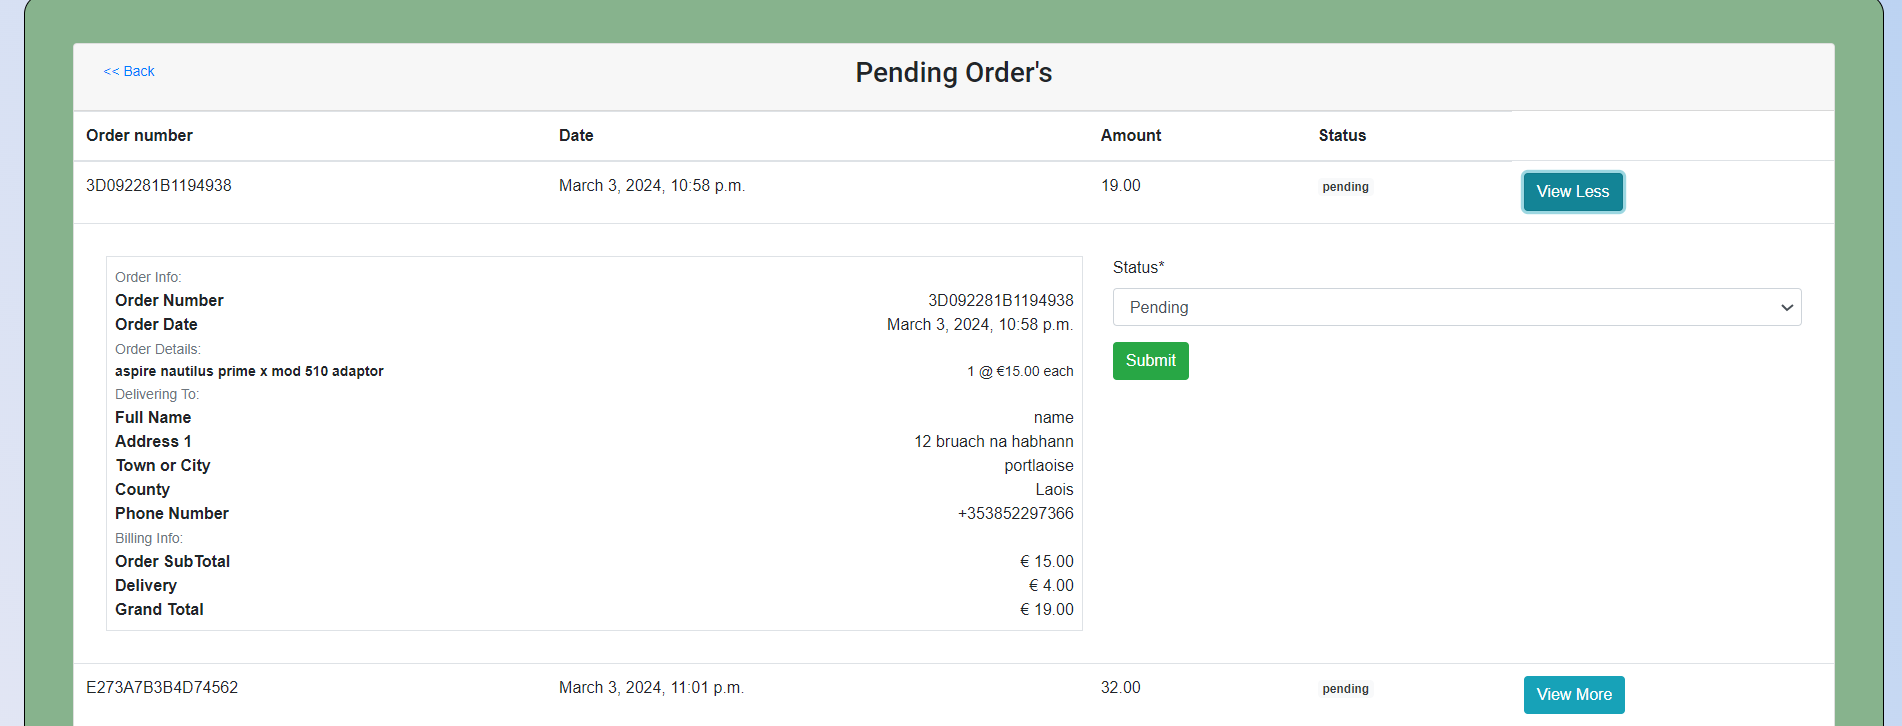 << Back
Pending Order's
Order number Date Amount Status
3D092281B1194938 March 3, 2024, 10:58 p.m. 19.00 pending View Less
Order Info:
Order Number 3D092281B1194938
Order Date March 3, 2024, 10:58 p.m.
Order Details:
aspire nautilus prime x mod 510 adaptor 1 @ €15.00 each
Delivering To:
Full Name name
Address 1 12 bruach na habhann
Town or City portlaoise
County Laois
Phone Number +353852297366
Billing Info:
Order SubTotal € 15.00
Delivery € 4.00
Grand Total € 19.00
Status*
Pending
Submit
E273A7B3B4D74562 March 3, 2024, 11:01 p.m. 32.00 pending View More